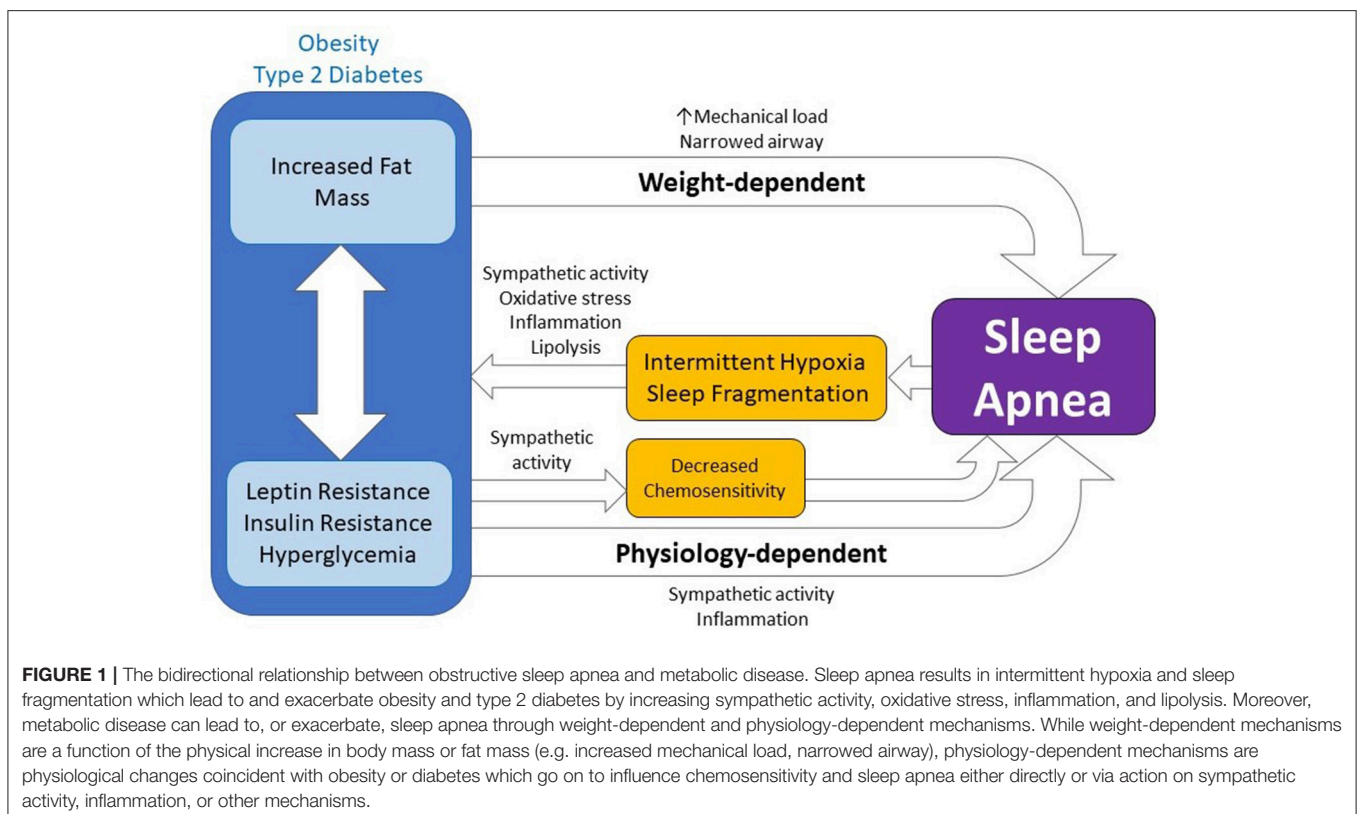 Obesity
Type 2 Diabetes
Increased Fat
Mass
↑Mechanical load
Narrowed airway
Weight-dependent
Sympathetic activity
Oxidative stress
Inflammation
Lipolysis
Intermittent Hypoxia
Sleep Fragmentation
Sleep
Apnea
Sympathetic
activity
Decreased
Chemosensitivity
Leptin Resistance
Insulin Resistance
Hyperglycemia
Physiology-dependent
Sympathetic activity
Inflammation
FIGURE 1 | The bidirectional relationship between obstructive sleep apnea and metabolic disease. Sleep apnea results in intermittent hypoxia and sleep
fragmentation which lead to and exacerbate obesity and type 2 diabetes by increasing sympathetic activity, oxidative stress, inflammation, and lipolysis. Moreover,
metabolic disease can lead to, or exacerbate, sleep apnea through weight-dependent and physiology-dependent mechanisms. While weight-dependent mechanisms
are a function of the physical increase in body mass or fat mass (e.g. increased mechanical load, narrowed airway), physiology-dependent mechanisms are
physiological changes coincident with obesity or diabetes which go on to influence chemosensitivity and sleep apnea either directly or via action on sympathetic
activity, inflammation, or other mechanisms.